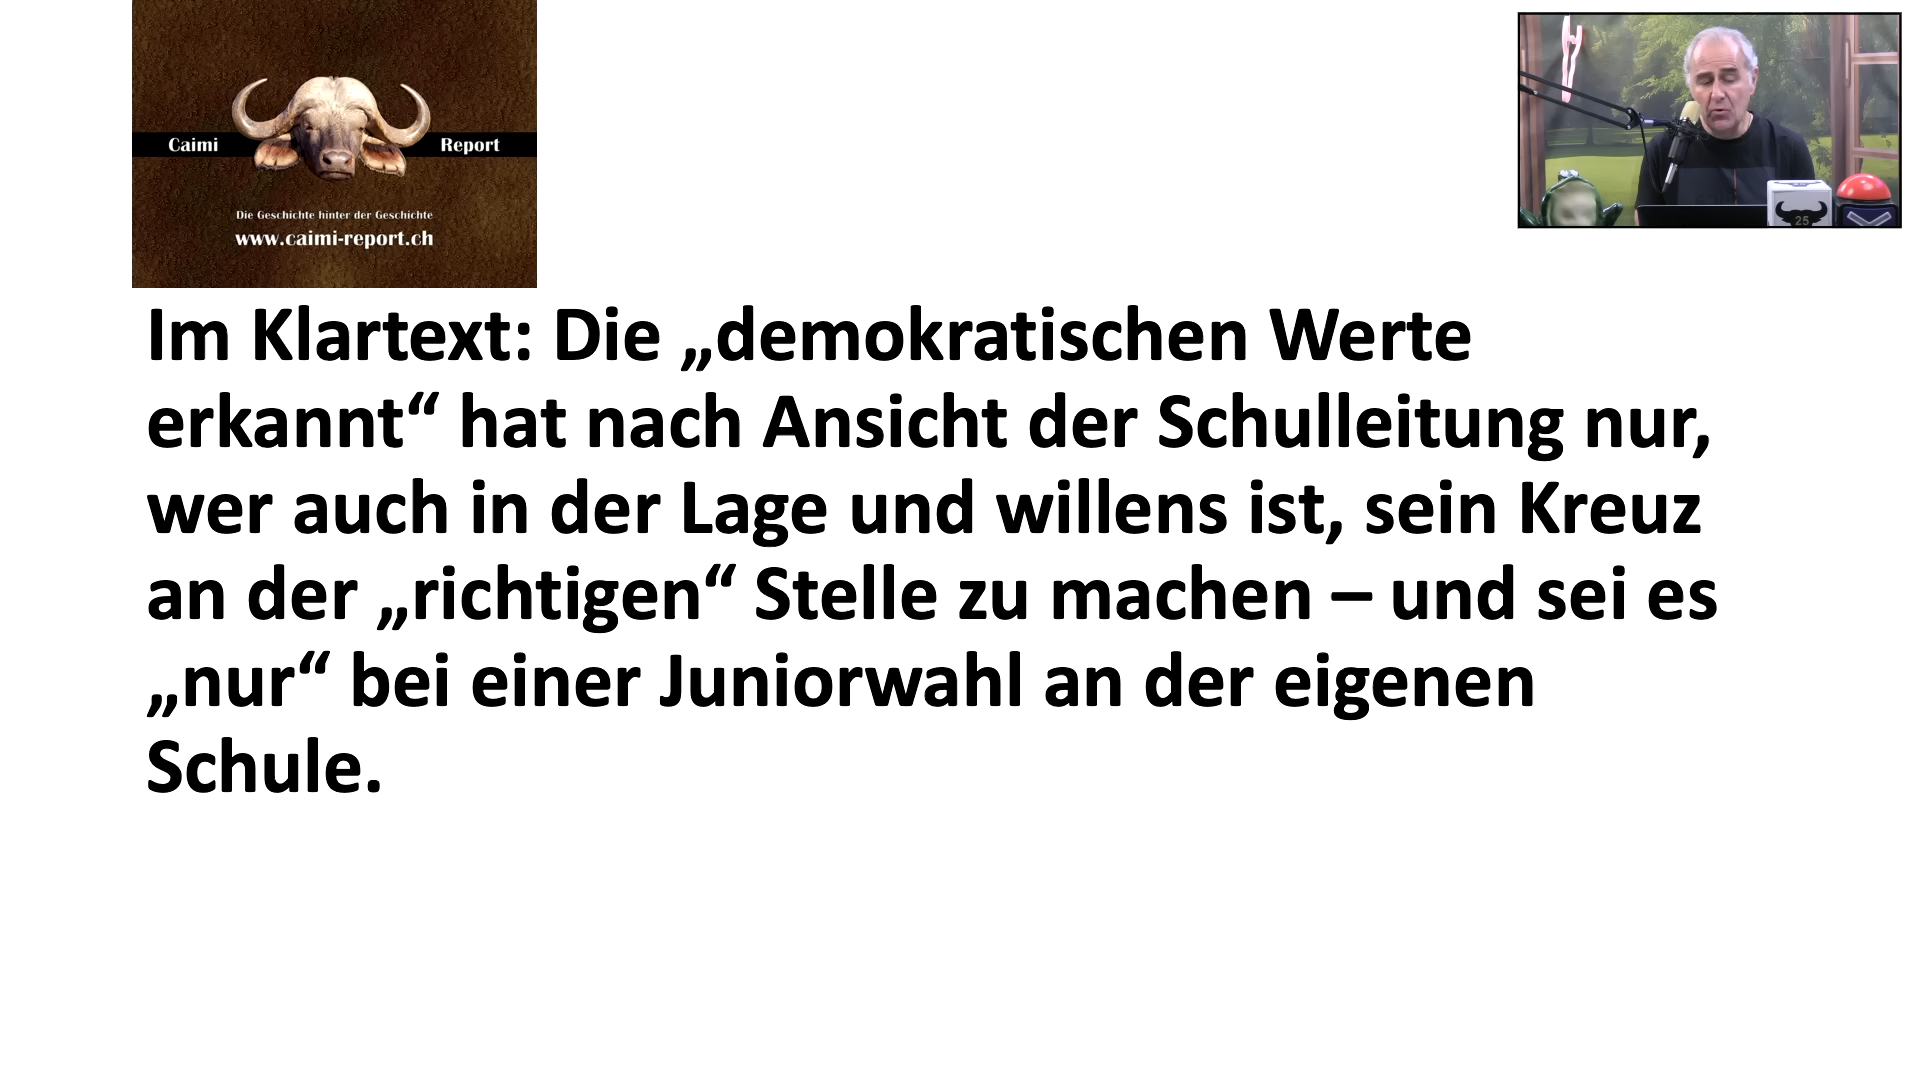 Caimi Report
Die Geschichte hinter der Geschichte
www.caimi-report.ch
25
Im Klartext: Die „demokratischen Werte
erkannt“ hat nach Ansicht der Schulleitung nur,
wer auch in der Lage und willens ist, sein Kreuz
an der „richtigen“ Stelle zu machen – und sei es
„nur“ bei einer Juniorwahl an der eigenen
Schule.